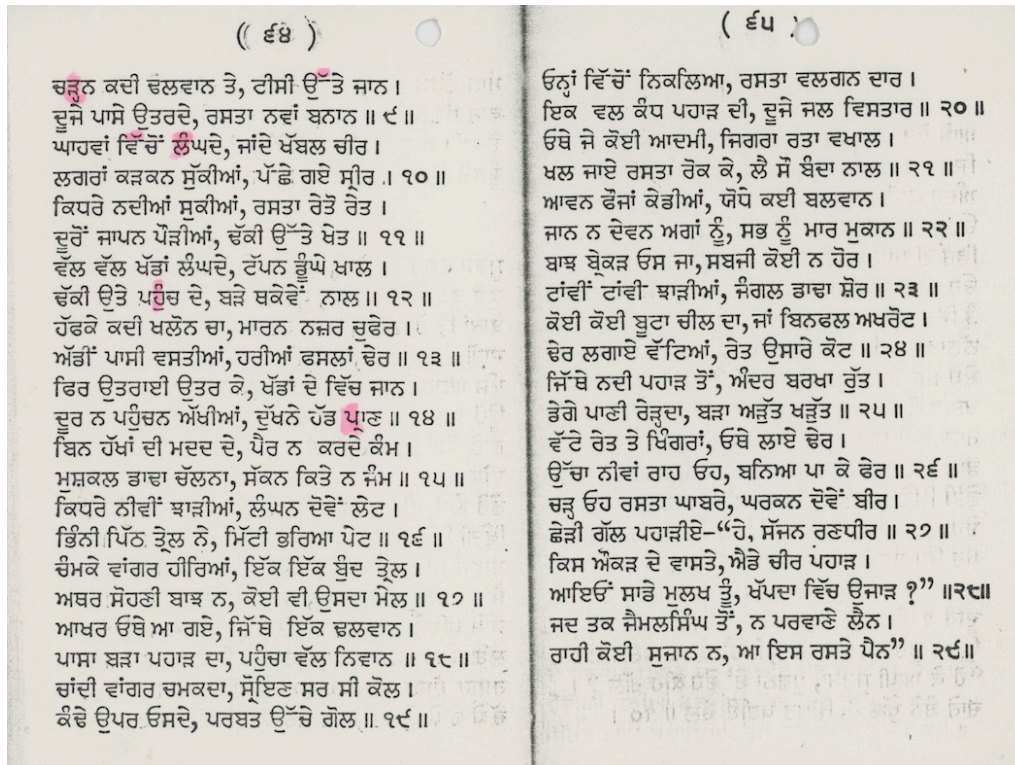 ( ੬੪ )
ਚੜ੍ਹਨ ਕਦੀ ਢਲਵਾਨ ਤੇ, ਟੀਸੀ ਉੱਤੇ ਜਾਨ ।
ਦੂਜੇ ਪਾਸੇ ਉਤਰਦੇ, ਰਸਤਾ ਨਵਾਂ ਬਨਾਨ ॥ ੯ ॥
ਘਾਹਵਾਂ ਵਿੱਚੋਂ ਲੰਘਦੇ, ਜਾਂਦੇ ਖੱਬਲ ਚੀਰ ।
ਲਗਰਾਂ ਕੜਕਨ ਸੁੱਕੀਆਂ, ਪੱਛੇ ਗਏ ਸ੍ਰੀਰ । ੧੦ ॥
ਕਿਧਰੇ ਨਦੀਆਂ ਸੁਕੀਆਂ, ਰਸਤਾ ਰੇਤੋ ਰੇਤ ।
ਦੂਰੋਂ ਜਾਪਨ ਪੌੜੀਆਂ, ਢੱਕੀ ਉੱਤੇ ਖੇਤ ॥ ੧੧ ॥
ਵੱਲ ਵੱਲ ਖੱਡਾਂ ਲੰਘਦੇ, ਟੱਪਨ ਡੂੰਘੇ ਖਾਲ ।
ਢੱਕੀ ਉਤੇ ਪਹੁੰਚ ਦੇ, ਬੜੇ ਥਕੇਵੇਂ ਨਾਲ ॥ ੧੨ ॥
ਹੱਫਕੇ ਕਦੀ ਖਲੋਨ ਚਾ, ਮਾਰਨ ਨਜ਼ਰ ਚੁਫੇਰ ।
ਅੱਡੀਂ ਪਾਸੀ ਵਸਤੀਆਂ, ਹਰੀਆਂ ਫਸਲਾਂ ਢੇਰ ॥ ੧੩ ॥
ਫਿਰ ਉਤਰਾਈ ਉਤਰ ਕੇ, ਖੱਡਾਂ ਦੇ ਵਿੱਚ ਜਾਨ ।
ਦੂਰ ਨ ਪਹੁੰਚਨ ਅੱਖੀਆਂ, ਦੁੱਖਨੇ ਹੱਡ ਪ੍ਰਾਣ ॥ ੧੪ ॥
ਬਿਨ ਹੱਖਾਂ ਦੀ ਮਦਦ ਦੇ, ਪੈਰ ਨ ਕਰਦੇ ਕੰਮ ।
ਮੁਸ਼ਕਲ ਡਾਢਾ ਚੱਲਨਾ, ਸੱਕਨ ਕਿਤੇ ਨ ਜੰਮ ॥ ੧੫ ॥
ਕਿਧਰੇ ਨੀਵੀਂ ਝਾੜੀਆਂ, ਲੰਘਨ ਦੋਵੇਂ ਲੇਟ ।
ਭਿੰਨੀ ਪਿੱਠ ਤ੍ਰੇਲ ਨੇ, ਮਿੱਟੀ ਭਰਿਆ ਪੇਟ ॥ ੧੬ ॥
ਚੰਮਕੇ ਵਾਂਗਰ ਹੀਰਿਆਂ, ਇੱਕ ਇੱਕ ਬੁੰਦ ਤ੍ਰੇਲ ।
ਅਥਰ ਸੋਹਣੀ ਬਾਝ ਨ, ਕੋਈ ਵੀ ਉਸਦਾ ਮੇਲ ॥ ੧੭ ॥
ਆਖਰ ਓਥੇ ਆ ਗਏ, ਜਿੱਥੇ ਇੱਕ ਢਲਵਾਨ ।
ਪਾਸਾ ਬੜਾ ਪਹਾੜ ਦਾ, ਪਹੁੰਚਾ ਵੱਲ ਨਿਵਾਨ ॥ ੧੮ ॥
ਚਾਂਦੀ ਵਾਂਗਰ ਚਮਕਦਾ, ਸ੍ਰੋਇਣ ਸਰ ਸੀ ਕੋਲ ।
ਕੰਢੇ ਉਪਰ ਓਸਦੇ, ਪਰਬਤ ਉੱਚੇ ਗੋਲ ॥ ੧੯ ॥
( ੬੫ )
ਓਨ੍ਹਾਂ ਵਿੱਚੋਂ ਨਿਕਲਿਆ, ਰਸਤਾ ਵਲਗਨ ਦਾਰ ।
ਇਕ ਵਲ ਕੰਧ ਪਹਾੜ ਦੀ, ਦੂਜੇ ਜਲ ਵਿਸਤਾਰ ॥ ੨੦ ॥
ਓਥੇ ਜੇ ਕੋਈ ਆਦਮੀ, ਜਿਗਰਾ ਰਤਾ ਵਖਾਲ ।
ਖਲ ਜਾਏ ਰਸਤਾ ਰੋਕ ਕੇ, ਲੈ ਸੌ ਬੰਦਾ ਨਾਲ ॥ ੨੧ ॥
ਆਵਨ ਫੌਜਾਂ ਕੇਡੀਆਂ, ਯੋਧੇ ਕਈ ਬਲਵਾਨ ।
ਜਾਨ ਨ ਦੇਵਨ ਅਗਾਂ ਨੂੰ, ਸਭ ਨੂੰ ਮਾਰ ਮੁਕਾਨ ॥ ੨੨ ॥
ਬਾਝ ਬ੍ਰੇਕੜ ਓਸ ਜਾ, ਸਬਜੀ ਕੋਈ ਨ ਹੋਰ ।
ਟਾਂਵੀਂ ਟਾਂਵੀ ਝਾੜੀਆਂ, ਜੰਗਲ ਡਾਢਾ ਸ਼ੋਰ ॥ ੨੩ ॥
ਕੋਈ ਕੋਈ ਬੂਟਾ ਚੀਲ ਦਾ, ਜਾਂ ਬਿਨਫਲ ਅਖਰੋਟ ।
ਢੇਰ ਲਗਾਏ ਵੱਟਿਆਂ, ਰੇਤ ਉਸਾਰੇ ਕੋਟ ॥ ੨੪ ॥
ਜਿੱਥੇ ਨਦੀ ਪਹਾੜ ਤੋਂ, ਅੰਦਰ ਬਰਖਾ ਰੁੱਤ ।
ਡੇਗੇ ਪਾਣੀ ਰੇੜ੍ਹਦਾ, ਬੜਾ ਅੜੁੱਤ ਖੜੁੱਤ ॥ ੨੫ ॥
ਵੱਟੇ ਰੇਤ ਤੇ ਖਿੰਗਰਾਂ, ਓਥੇ ਲਾਏ ਢੇਰ ।
ਉੱਚਾ ਨੀਵਾਂ ਰਾਹ ਓਹ, ਬਨਿਆ ਪਾ ਕੇ ਫੇਰ ॥ ੨੬ ॥
ਚੜ੍ਹ ਓਹ ਰਸਤਾ ਘਾਬਰੇ, ਘਰਕਨ ਦੋਵੇਂ ਬੀਰ ।
ਛੇੜੀ ਗੱਲ ਪਹਾੜੀਏ–“ਹੇ, ਸੱਜਨ ਰਣਧੀਰ ॥ ੨੭ ॥
ਕਿਸ ਔਕੜ ਦੇ ਵਾਸਤੇ, ਐਡੇ ਚੀਰ ਪਹਾੜ ।
ਆਇਓਂ ਸਾਡੇ ਮੁਲਖ ਤੂੰ, ਖੱਪਦਾ ਵਿੱਚ ਉਜਾੜ ?” ॥੨੮॥
ਜਦ ਤਕ ਜੈਮਲਸਿੰਘ ਤੋਂ, ਨ ਪਰਵਾਣੇ ਲੈਨ ।
ਰਾਹੀ ਕੋਈ ਸੁਜਾਨ ਨ, ਆ ਇਸ ਰਸਤੇ ਪੈਨ” ॥ ੨੯ ॥